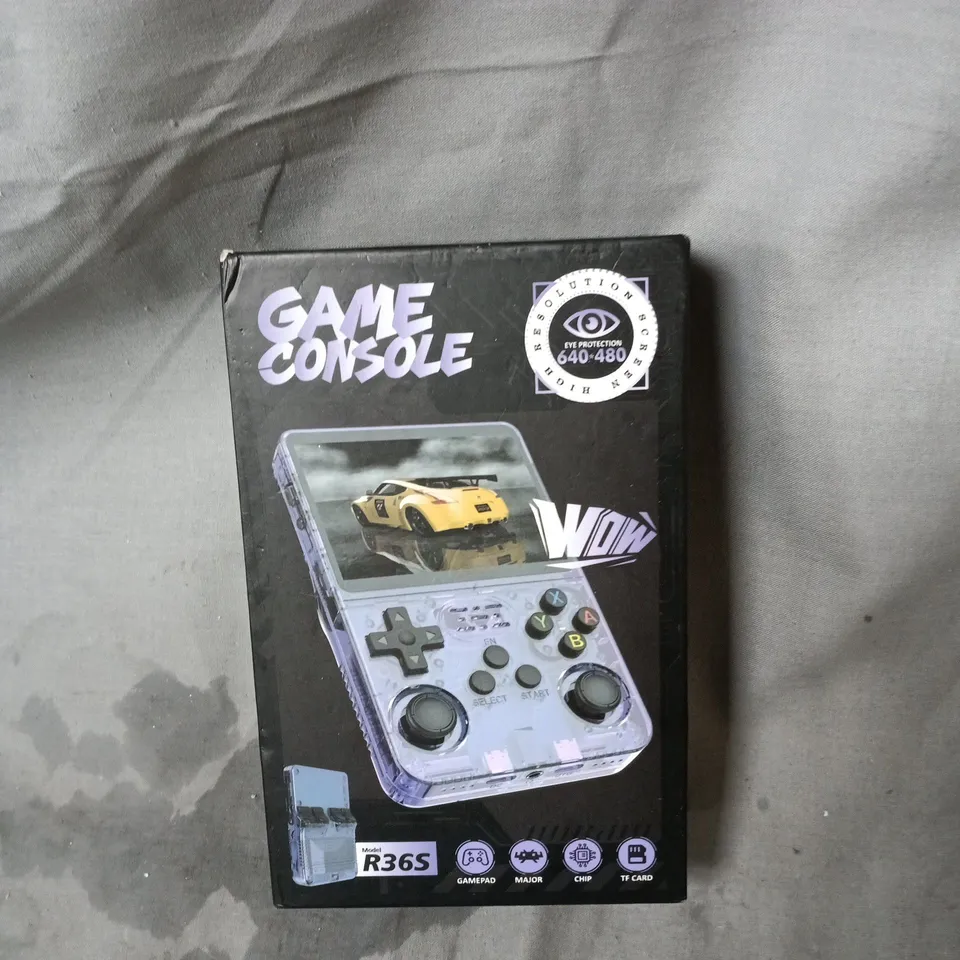 GAME
CONSOLE
HIGH RESOLUTION SCREEN
EYE PROTECTION
640*480
WOW
X
Y
A
B
FN
SELECT
START
Model
R36S
GAMEPAD
MAJOR
CHIP
TF CARD